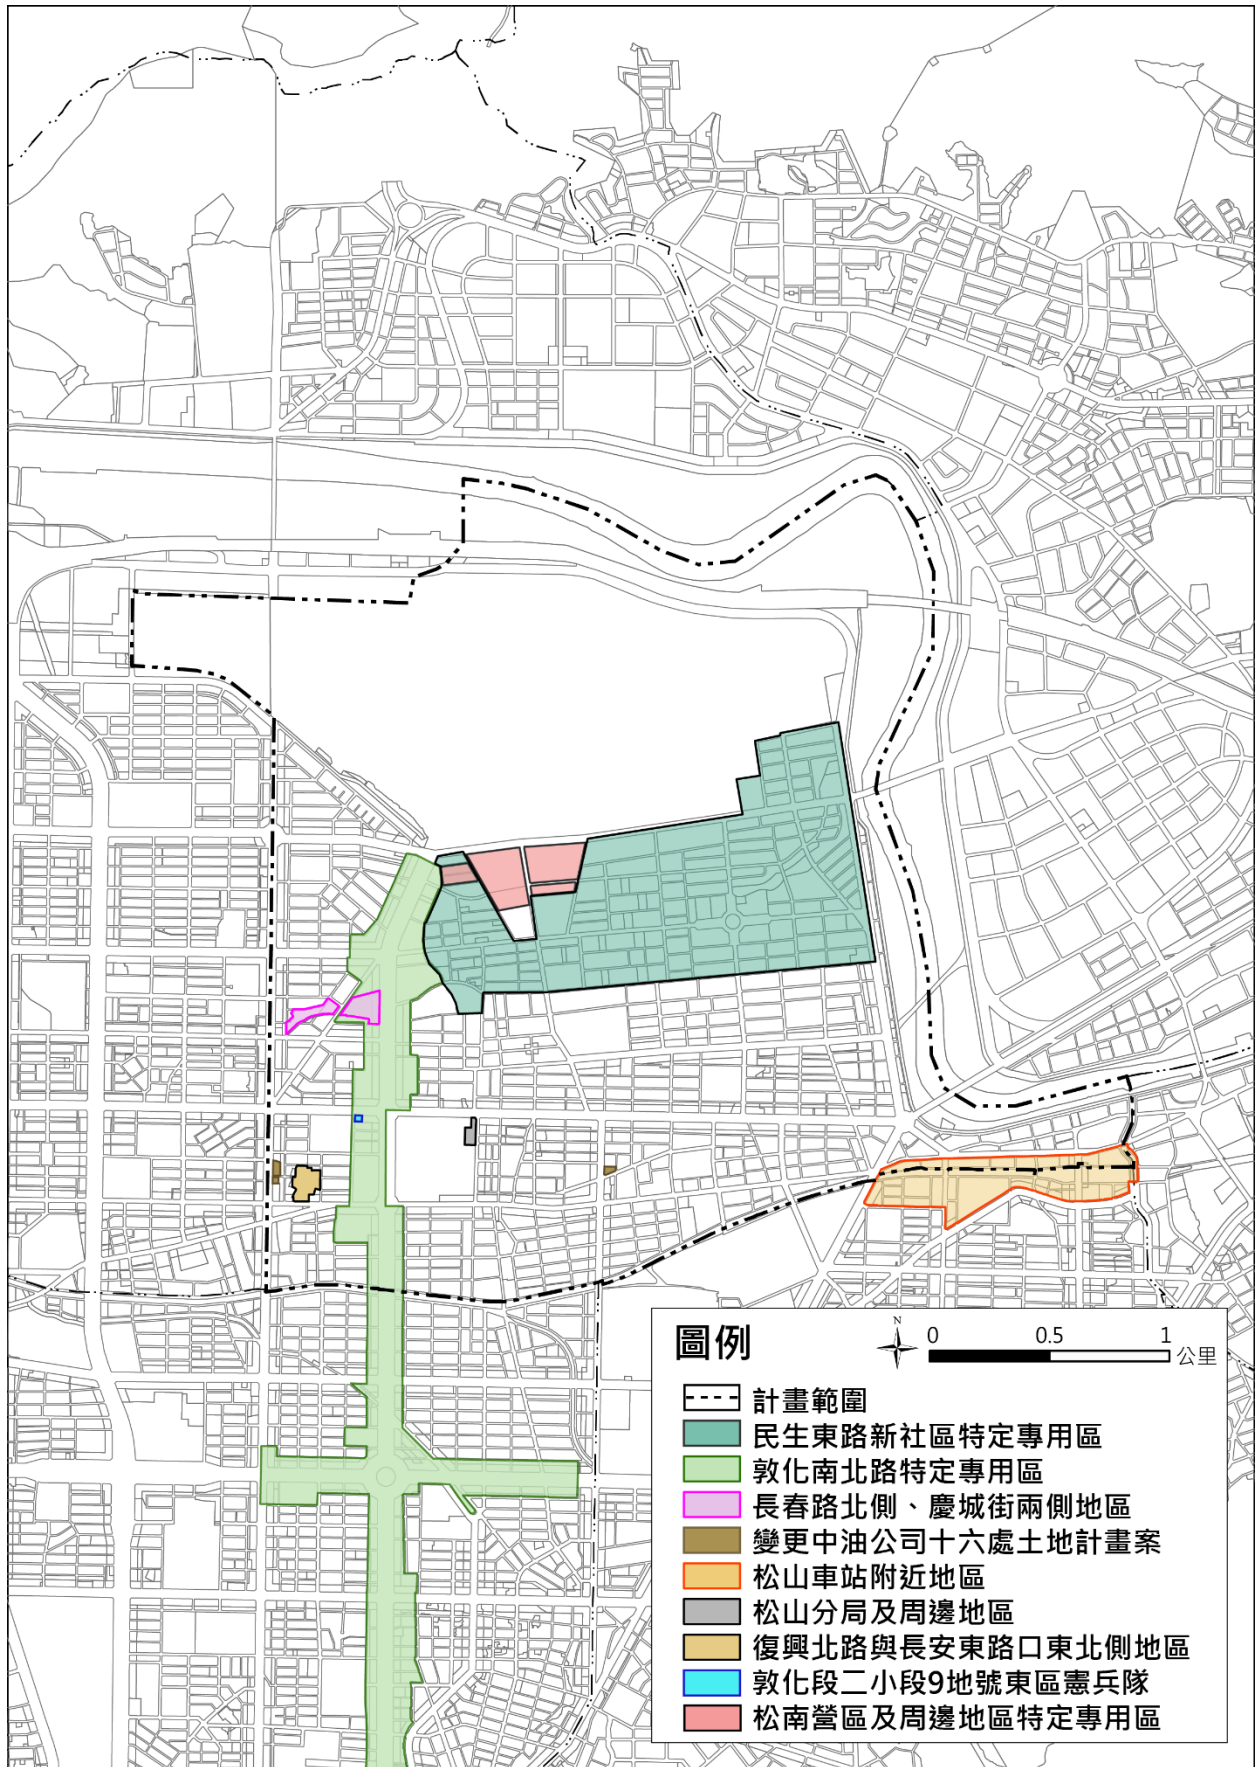 圖例
N
0 0.5 1
公里
計畫範圍
民生東路新社區特定專用區
敦化南北路特定專用區
長春路北側、慶城街兩側地區
變更中油公司十六處土地計畫案
松山車站附近地區
松山分局及周邊地區
復興北路與長安東路口東北側地區
敦化段二小段9地號東區憲兵隊
松南營區及周邊地區特定專用區